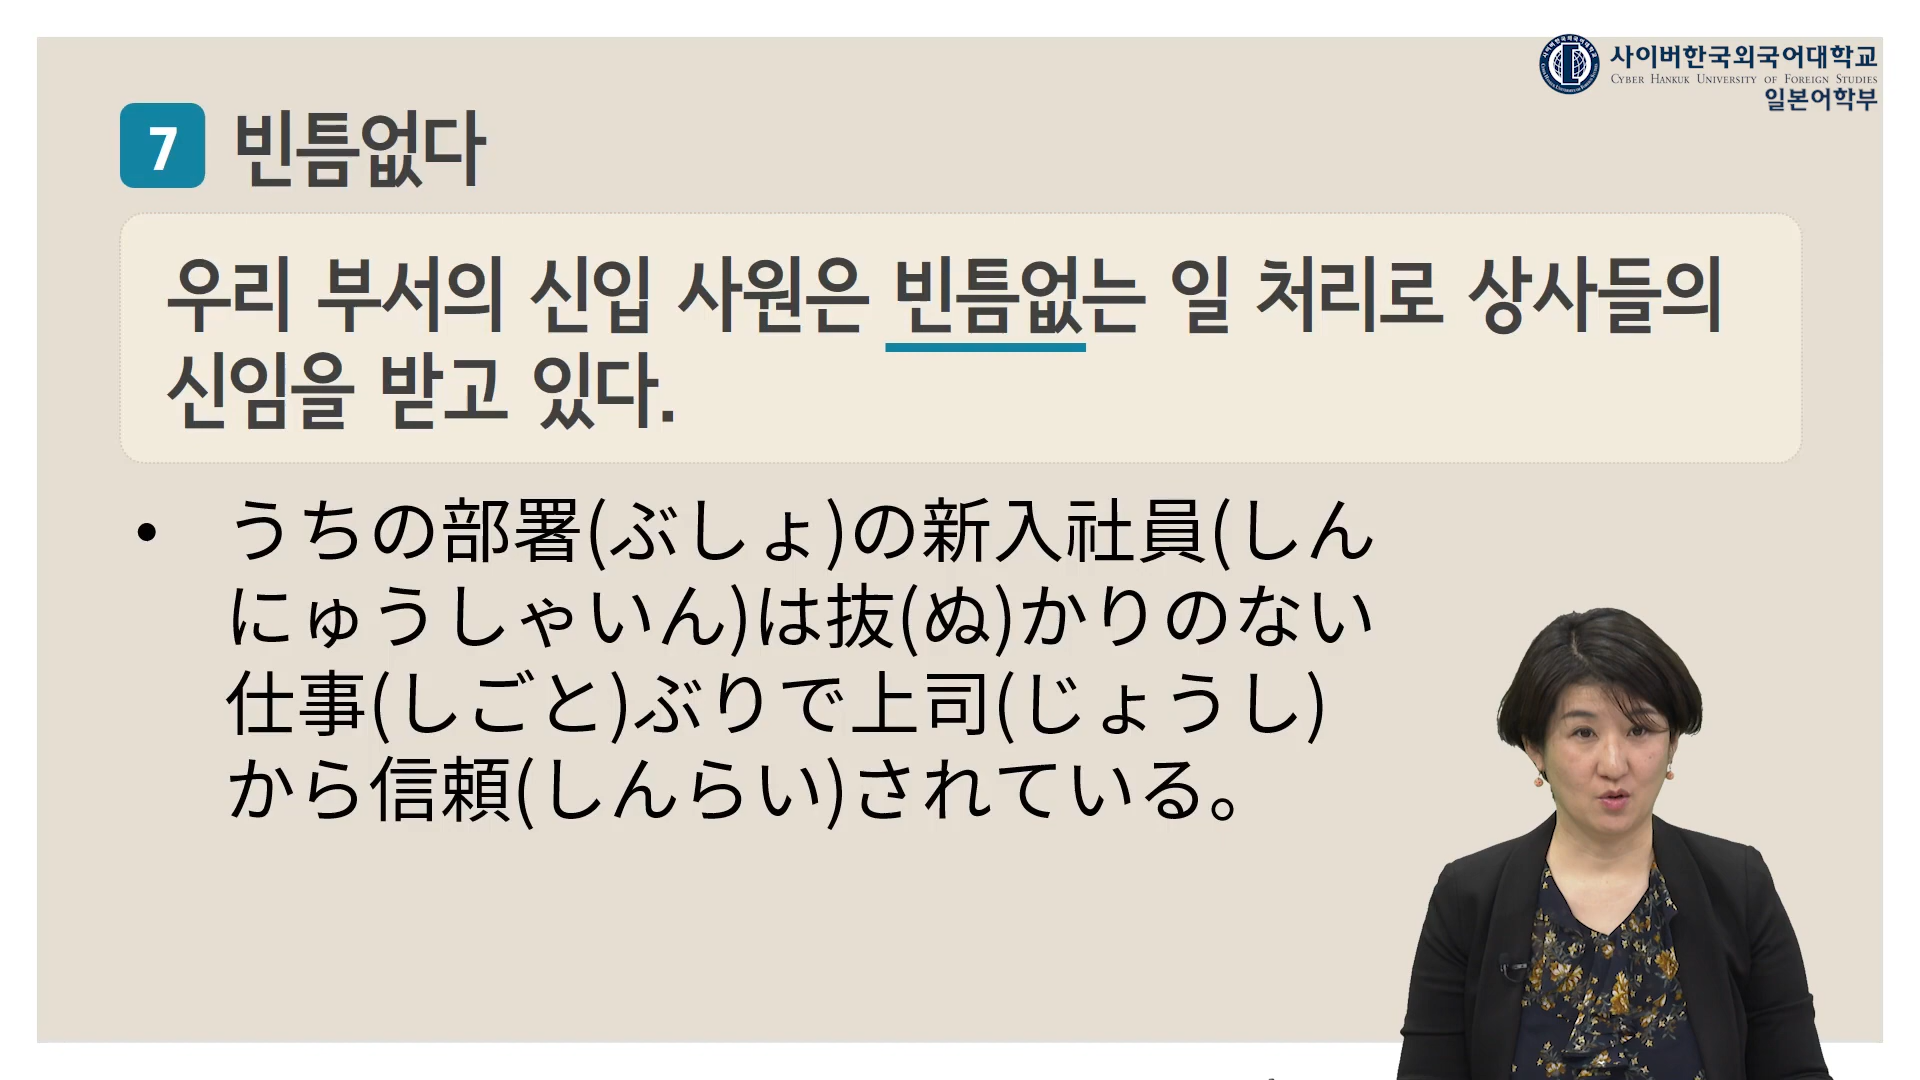 사이버한국외국어대학교
CYBER HANKUK UNIVERSITY OF FOREIGN STUDIES
일본어학부
7 빈틈없다
우리 부서의 신입 사원은 빈틈없는 일 처리로 상사들의
신임을 받고 있다.
• うちの部署(ぶしょ)の新入社員(しん
にゅうしゃいん)は抜(ぬ)かりのない
仕事(しごと)ぶりで上司(じょうし)
から信頼(しんらい)されている。